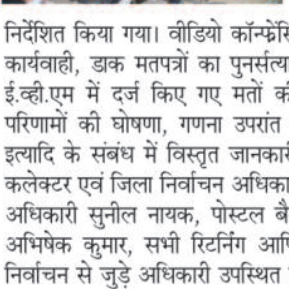 निर्देशित किया गया। वीडियो कॉन्फ्रेंसि
कार्यवाही, डाक मतपत्रों का पुनर्सत्या
ई.व्ही.एम में दर्ज किए गए मतों की
परिणामों की घोषणा, गणना उपरांत
इत्यादि के संबंध में विस्तृत जानकारी
कलेक्टर एवं जिला निर्वाचन अधिका
अधिकारी सुनील नायक, पोस्टल बै
अभिषेक कुमार, सभी रिटर्निंग आफि
निर्वाचन से जुड़े अधिकारी उपस्थित